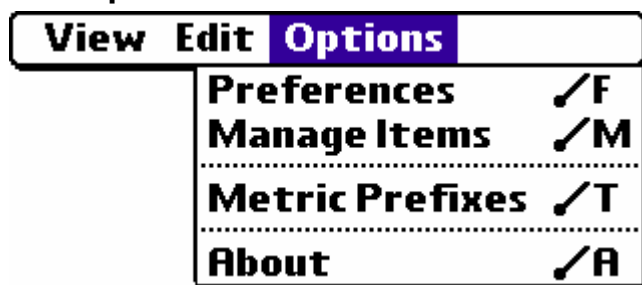 View Edit Options
Preferences /F
Manage Items /M
Metric Prefixes /T
About /A